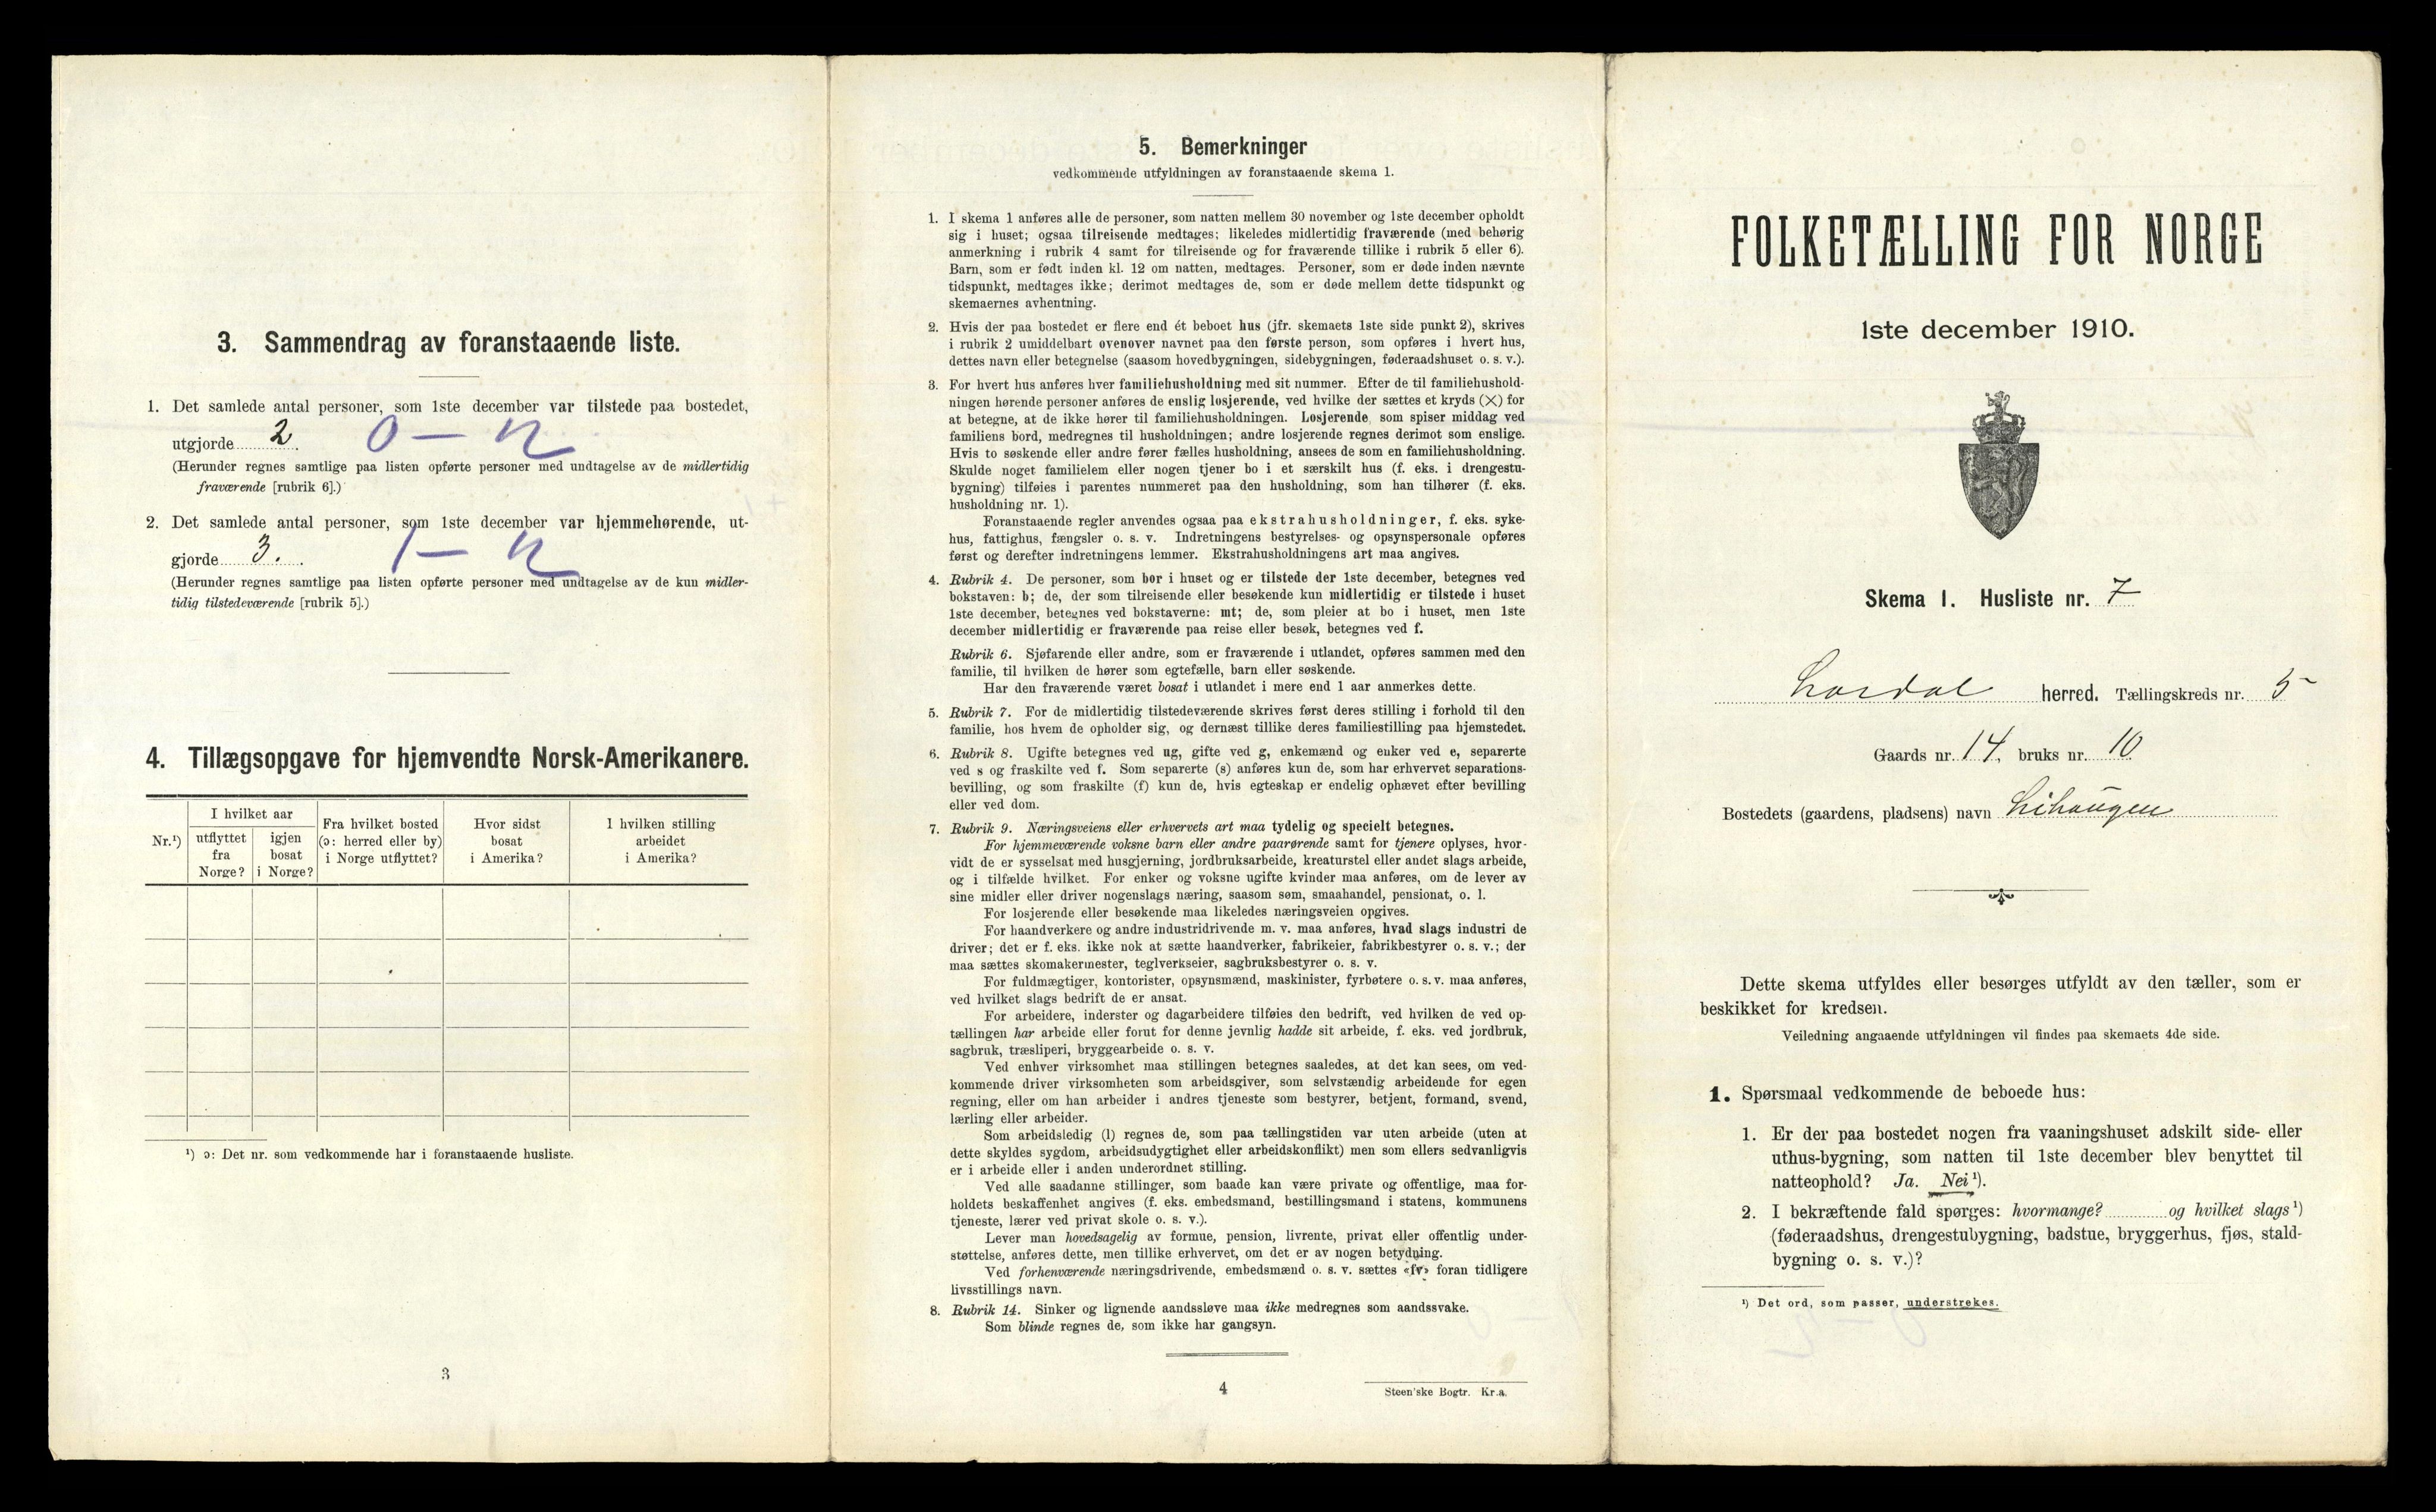 3. Sammendrag av foranstaaende liste.
1. Det samlede antal personer, som 1ste december var tilstede paa bostedet,
utgjorde 2. 0 — 2
(Herunder regnes samtlige paa listen opførte personer med undtagelse av de midlertidig
fraværende [rubrik 6].)
2. Det samlede antal personer, som 1ste december var hjemmehørende, ut-
gjorde 3. 1 — 2
(Herunder regnes samtlige paa listen opførte personer med undtagelse av de kun midler-
tidig tilstedeværende [rubrik 5].)
4. Tillægsopgave for hjemvendte Norsk-Amerikanere.
Nr.¹)
I hvilket aar
utflyttet
fra
Norge?
igjen
bosat
i Norge?
Fra hvilket bosted
(ɔ: herred eller by)
i Norge utflyttet?
Hvor sidst
bosat
i Amerika?
I hvilken stilling
arbeidet
i Amerika?
¹) ɔ: Det nr. som vedkommende har i foranstaaende husliste.
3
5. Bemerkninger
vedkommende utfyldningen av foranstaaende skema 1.
1. I skema 1 anføres alle de personer, som natten mellem 30 november og 1ste december opholdt
sig i huset; ogsaa tilreisende medtages; likeledes midlertidig fraværende (med behørig
anmerkning i rubrik 4 samt for tilreisende og for fraværende tillike i rubrik 5 eller 6).
Barn, som er født inden kl. 12 om natten, medtages. Personer, som er døde inden nævnte
tidspunkt, medtages ikke; derimot medtages de, som er døde mellem dette tidspunkt og
skemaernes avhentning.
2. Hvis der paa bostedet er flere end ét beboet hus (jfr. skemaets 1ste side punkt 2), skrives
i rubrik 2 umiddelbart ovenover navnet paa den første person, som opføres i hvert hus,
dettes navn eller betegnelse (saasom hovedbygningen, sidebygningen, føderaadshuset o. s. v.).
3. For hvert hus anføres hver familiehusholdning med sit nummer. Efter de til familiehushold-
ningen hørende personer anføres de enslig losjerende, ved hvilke der sættes et kryds (×) for
at betegne, at de ikke hører til familiehusholdningen. Losjerende som spiser middag ved
familiens bord, medregnes til husholdningen; andre losjerende regnes derimot som enslige.
Hvis to søskende eller andre fører fælles husholdning, ansees de som en familiehusholdning.
Skulde noget familielem eller nogen tjener bo i et særskilt hus (f. eks. i drengestu-
bygning) tilføies i parentes nummeret paa den husholdning, som han tilhører (f. eks.
husholdning nr. 1).
Foranstaaende regler anvendes ogsaa paa ekstrahusholdninger, f. eks. syke-
hus, fattighus, fængsler o. s. v. Indretningens bestyrelses- og opsynspersonale opføres
først og derefter indretningens lemmer. Ekstrahusholdningens art maa angives.
4. Rubrik 4. De personer, som bor i huset og er tilstede der 1ste december, betegnes ved
bokstaven: b; de, der som tilreisende eller besøkende kun midlertidig er tilstede i huset
1ste december, betegnes ved bokstaverne: mt; de, som pleier at bo i huset, men 1ste
december midlertidig er fraværende paa reise eller besøk, betegnes ved f.
Rubrik 6. Sjøfarende eller andre, som er fraværende i utlandet, opføres sammen med den
familie, til hvilken de hører som egtefælle, barn eller søskende.
Har den fraværende været bosat i utlandet i mere end 1 aar anmerkes dette.
5. Rubrik 7. For de midlertidig tilstedeværende skrives først deres stilling i forhold til den
familie, hos hvem de opholder sig, og dernæst tillike deres familiestilling paa hjemstedet.
6. Rubrik 8. Ugifte betegnes ved ug, gifte ved g, enkemænd og enker ved e, separerte
ved s og fraskilte ved f. Som separerte (s) anføres kun de, som har erhvervet separations-
bevilling, og som fraskilte (f) kun de, hvis egteskap er endelig ophævet efter bevilling
eller ved dom.
7. Rubrik 9. Næringsveiens eller erhvervets art maa tydelig og specielt betegnes.
For hjemmeværende voksne barn eller andre paarørende samt for tjenere oplyses, hvor-
vidt de er sysselsat med husgjerning, jordbruksarbeide, kreaturstel eller andet slags arbeide,
og i tilfælde hvilket. For enker og voksne ugifte kvinder maa anføres, om de lever av
sine midler eller driver nogenslags næring, saasom søm, smaahandel, pensionat, o. l.
For losjerende eller besøkende maa likeledes næringsveien opgives.
For haandverkere og andre industridrivende m. v. maa anføres, hvad slags industri de
driver; det er f. eks. ikke nok at sætte haandverker, fabrikeier, fabrikbestyrer o. s. v.; der
maa sættes skomakermester, teglverkseier, sagbruksbestyrer o. s. v.
For fuldmægtiger, kontorister, opsynsmænd, maskinister, fyrbøtere o. s. v. maa anføres,
ved hvilket slags bedrift de er ansat.
For arbeidere, inderster og dagarbeidere tilføies den bedrift, ved hvilken de ved op-
tællingen har arbeide eller forut for denne jevnlig hadde sit arbeide, f. eks. ved jordbruk,
sagbruk, træsliperi, bryggearbeide o. s. v.
Ved enhver virksomhet maa stillingen betegnes saaledes, at det kan sees, om ved-
kommende driver virksomheten som arbeidsgiver, som selvstændig arbeidende for egen
regning, eller om han arbeider i andres tjeneste som bestyrer, betjent, formand, svend,
lærling eller arbeider.
Som arbeidsledig (l) regnes de, som paa tællingstiden var uten arbeide (uten at
dette skyldes sygdom, arbeidsudygtighet eller arbeidskonflikt) men som ellers sedvanligvis
er i arbeide eller i anden underordnet stilling.
Ved alle saadanne stillinger, som baade kan være private og offentlige, maa for-
holdets beskaffenhet angives (f. eks. embedsmand, bestillingsmand i statens, kommunens
tjeneste, lærer ved privat skole o. s. v.).
Lever man hovedsagelig av formue, pension, livrente, privat eller offentlig under-
støttelse, anføres dette, men tillike erhvervet, om det er av nogen betydning.
Ved forhenværende næringsdrivende, embedsmænd o. s. v. sættes «fv» foran tidligere
livsstillings navn.
8. Rubrik 14. Sinker og lignende aandssløve maa ikke medregnes som aandssvake.
Som blinde regnes de, som ikke har gangsyn.
4
Steen'ske Bogtr. Kr.a.
FOLKETÆLLING FOR NORGE
1ste december 1910.
Skema 1. Husliste nr. 7
Lardal herred. Tællingskreds nr. 5
Gaards nr. 14, bruks nr. 10
Bostedets (gaardens, pladsens) navn Lihaugen
Dette skema utfyldes eller besørges utfyldt av den tæller, som er
beskikket for kredsen.
Veiledning angaaende utfyldningen vil findes paa skemaets 4de side.
1. Spørsmaal vedkommende de beboede hus:
1. Er der paa bostedet nogen fra vaaningshuset adskilt side- eller
uthus-bygning, som natten til 1ste december blev benyttet til
natteophold? Ja. Nei ¹).
2. I bekræftende fald spørges: hvormange? og hvilket slags ¹)
(føderaadshus, drengestubygning, badstue, bryggerhus, fjøs, stald-
bygning o. s. v.)?
¹) Det ord, som passer, understrekes.